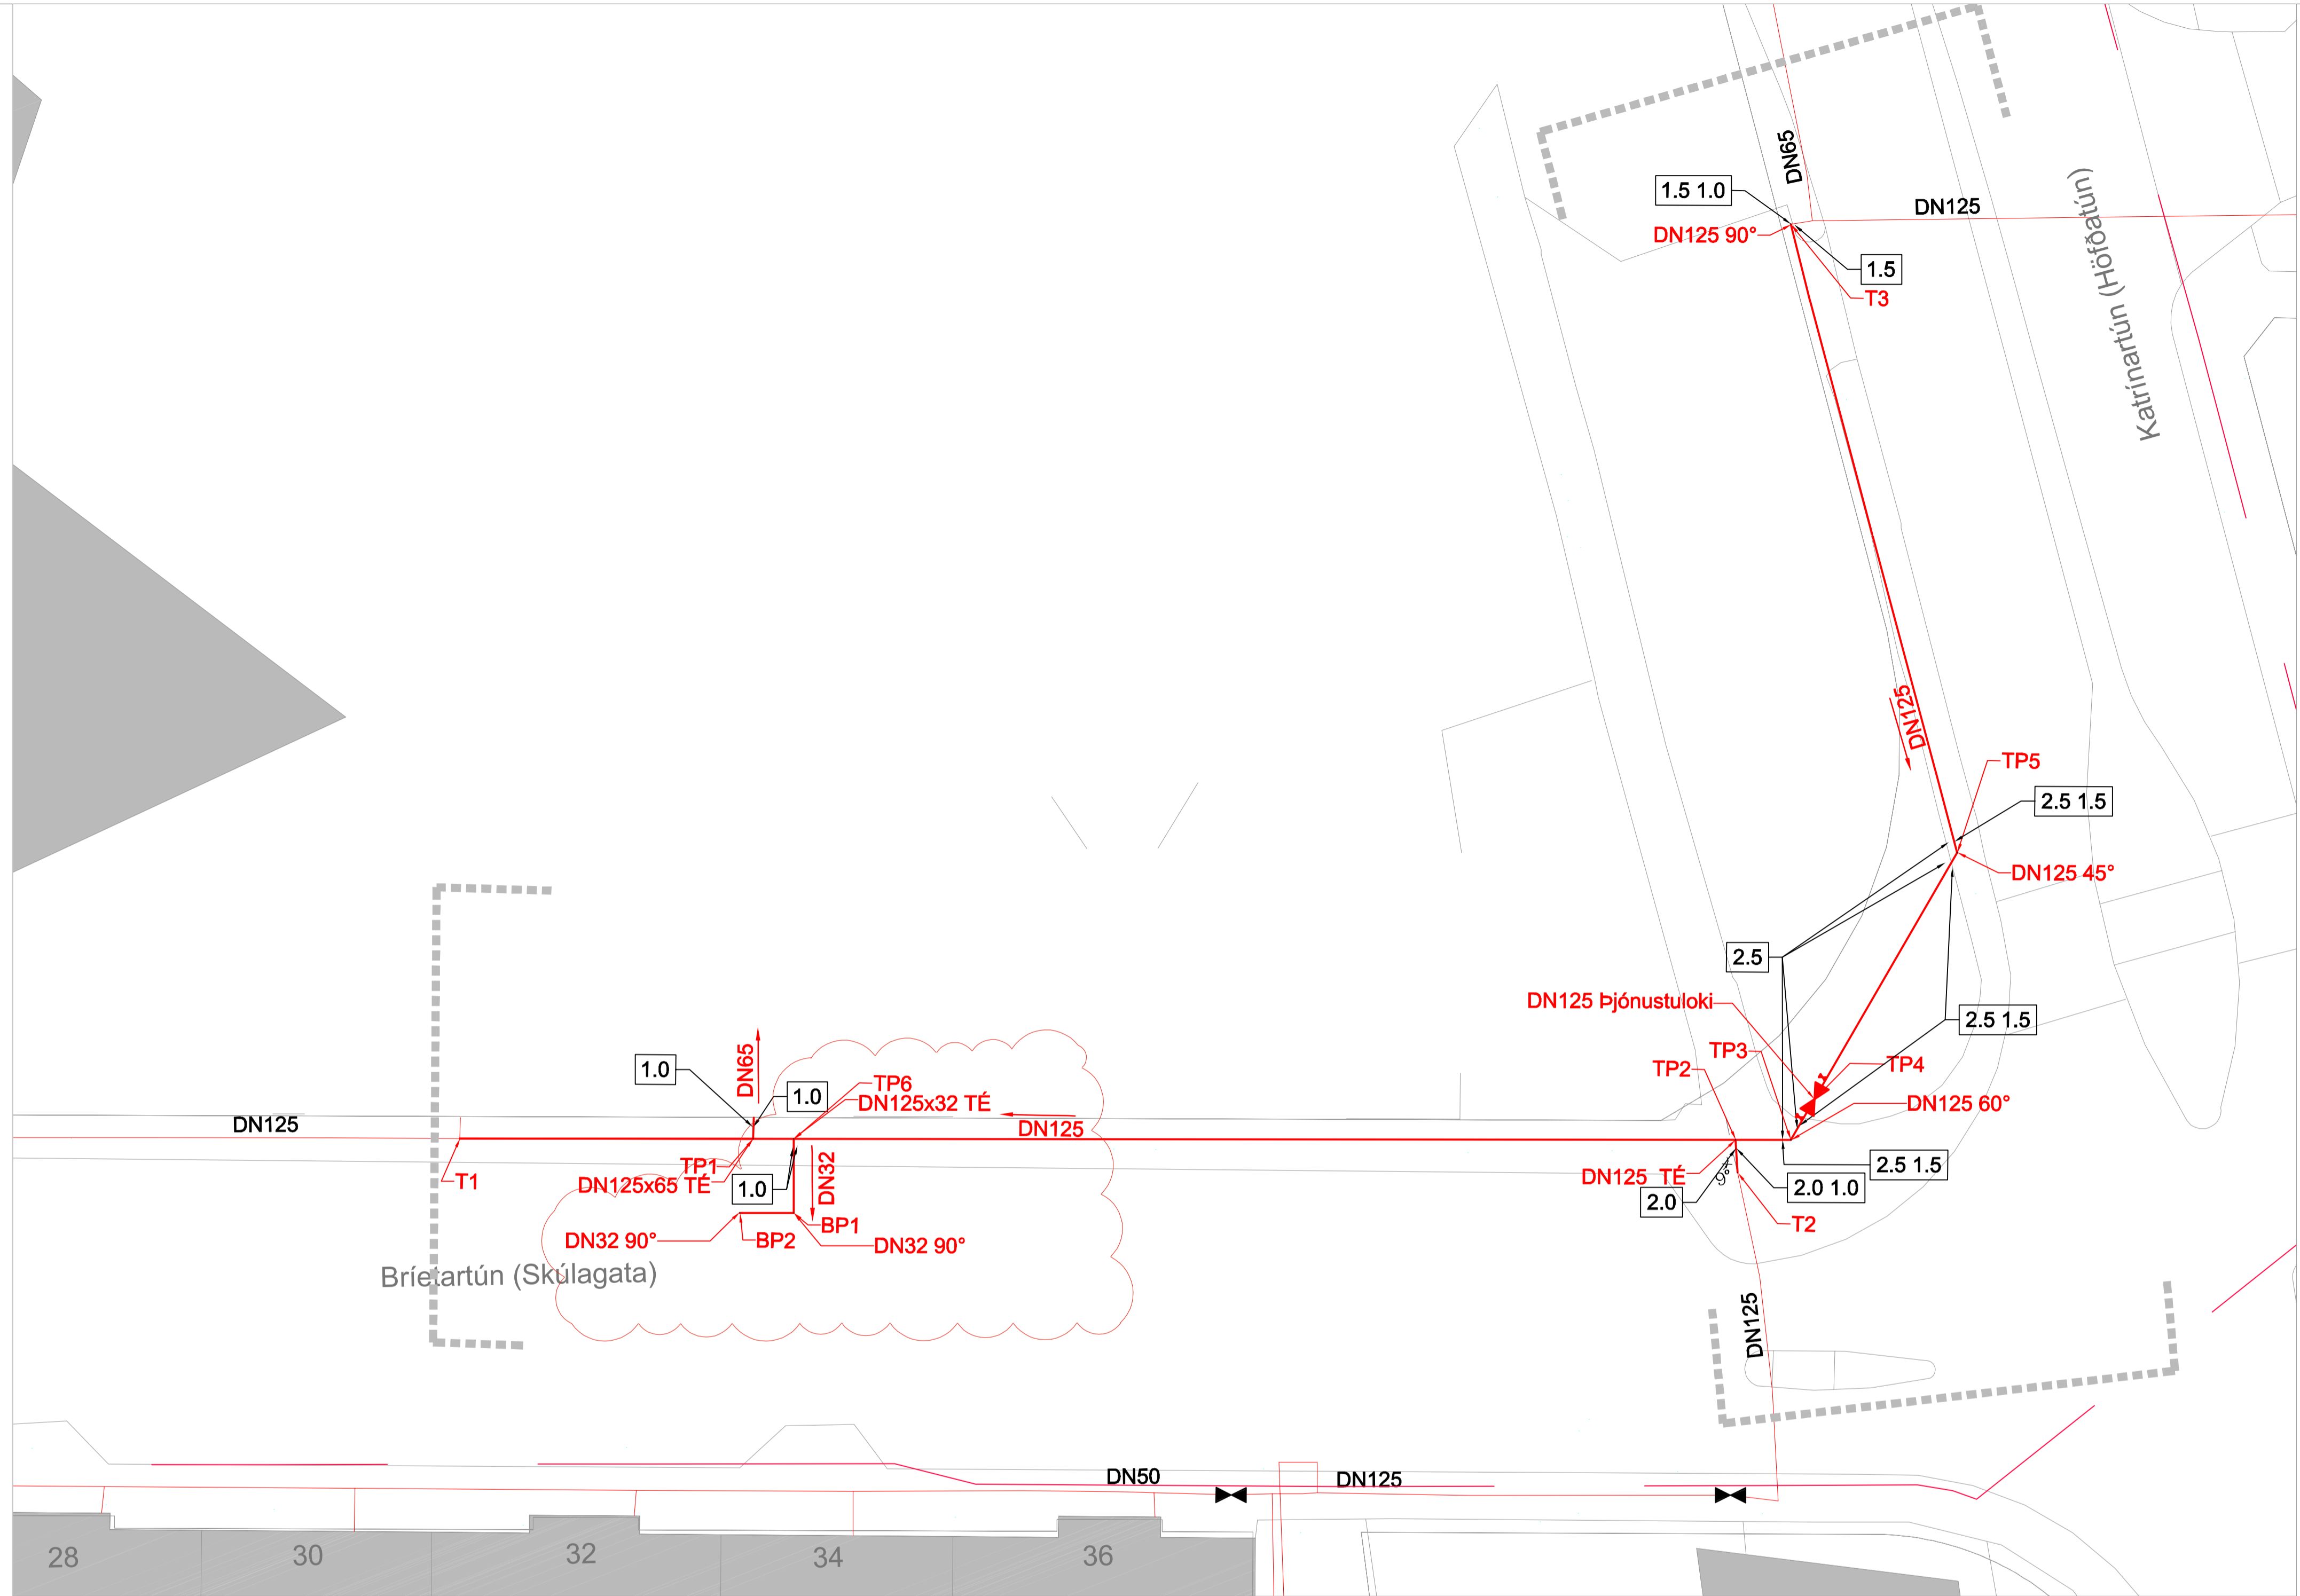 DN65
1.5 1.0
DN125
DN125 90°
1.5
T3
Katrínartún (Höfðatún)
DN125
TP5
2.5 1.5
DN125 45°
2.5
DN125 Þjónustuloki
2.5 1.5
TP3
TP4
TP2
1.0
DN65
TP6
1.0
DN125x32 TÉ
DN125 60°
DN125
DN125
TP1
DN32
T1
DN125x65 TÉ
1.0
DN125 TÉ
9°
2.5 1.5
2.0
2.0 1.0
T2
BP1
DN32 90°
BP2
DN32 90°
Bríetartún (Skúlagata)
DN125
DN50
DN125
28
30
32
34
36